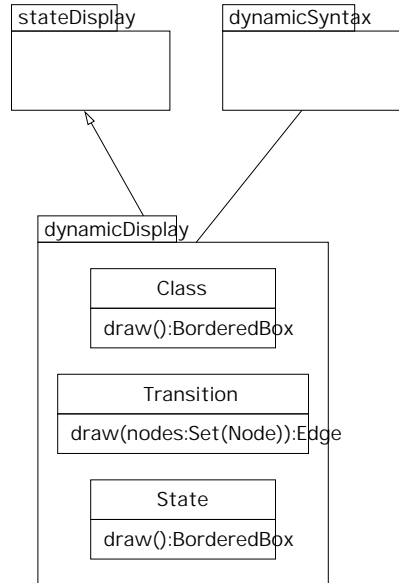 stateDisplay
dynamicSyntax
dynamicDisplay
Class
draw():BorderedBox
Transition
draw(nodes:Set(Node)):Edge
State
draw():BorderedBox